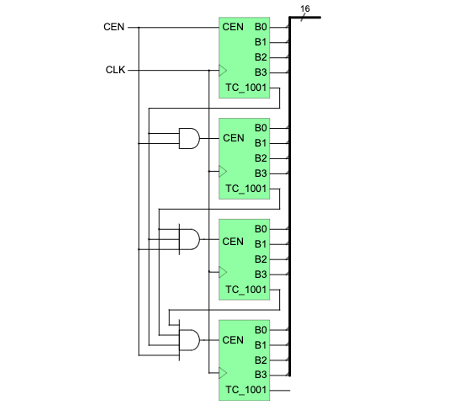 16
CEN CEN B0
B1
B2
CLK B3
TC_1001
B0
CEN B1
B2
B3
TC_1001
B0
CEN B1
B2
B3
TC_1001
B0
CEN B1
B2
B3
TC_1001